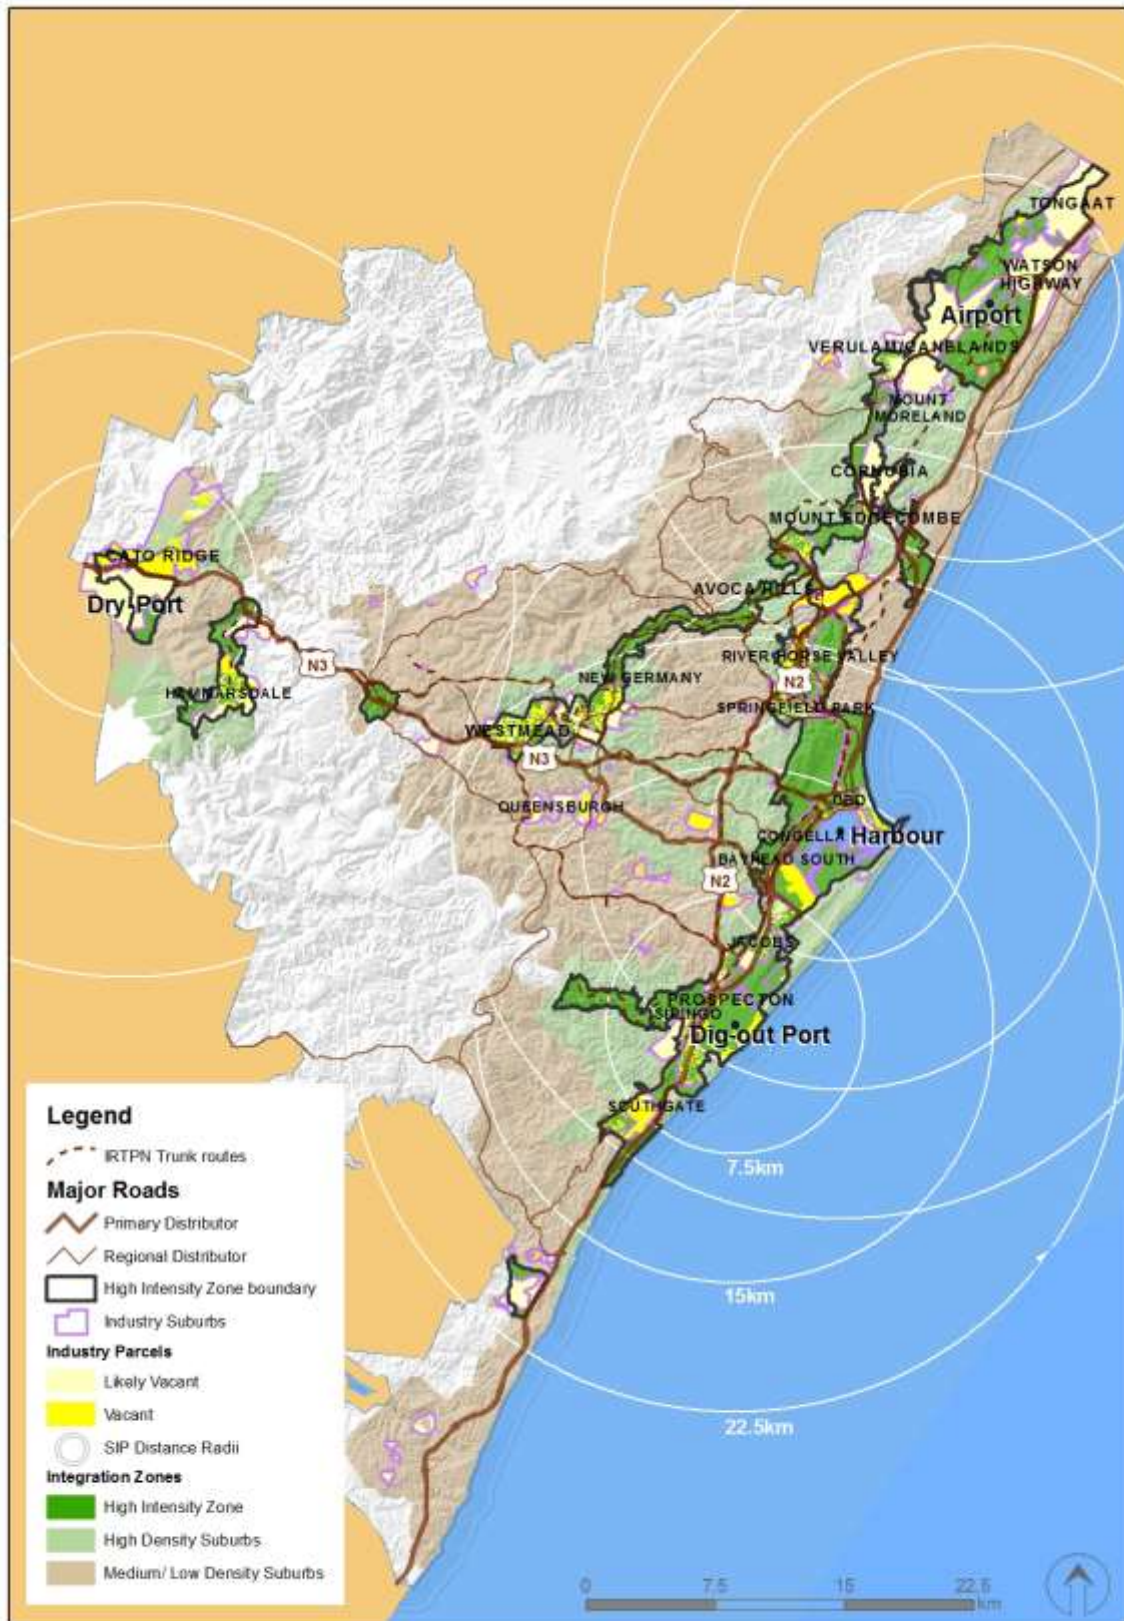 TONGAAT
WATSON
HIGHWAY
Airport
VERULAM/CANELANDS
MOUNT
MORELAND
CORNUBIA
MOUNT EDGECOMBE
CATO RIDGE
AVOCA HILLS
Dry-Port
RIVER HORSE VALLEY
N3
NEW GERMANY
N2
HAMMARSDALE
SPRINGFIELD PARK
WESTMEAD
N3
QUEENSBURGH
CBD
CONGELLA
Harbour
BAYHEAD SOUTH
N2
JACOBS
PROSPECTON
ISIPINGO
Dig-out Port
SOUTHGATE
7.5km
15km
22.5km
Legend
IRTPN Trunk routes
Major Roads
Primary Distributor
Regional Distributor
High Intensity Zone boundary
Industry Suburbs
Industry Parcels
Likely Vacant
Vacant
SIP Distance Radii
Integration Zones
High Intensity Zone
High Density Suburbs
Medium/ Low Density Suburbs
0 7.5 15 22.5
km